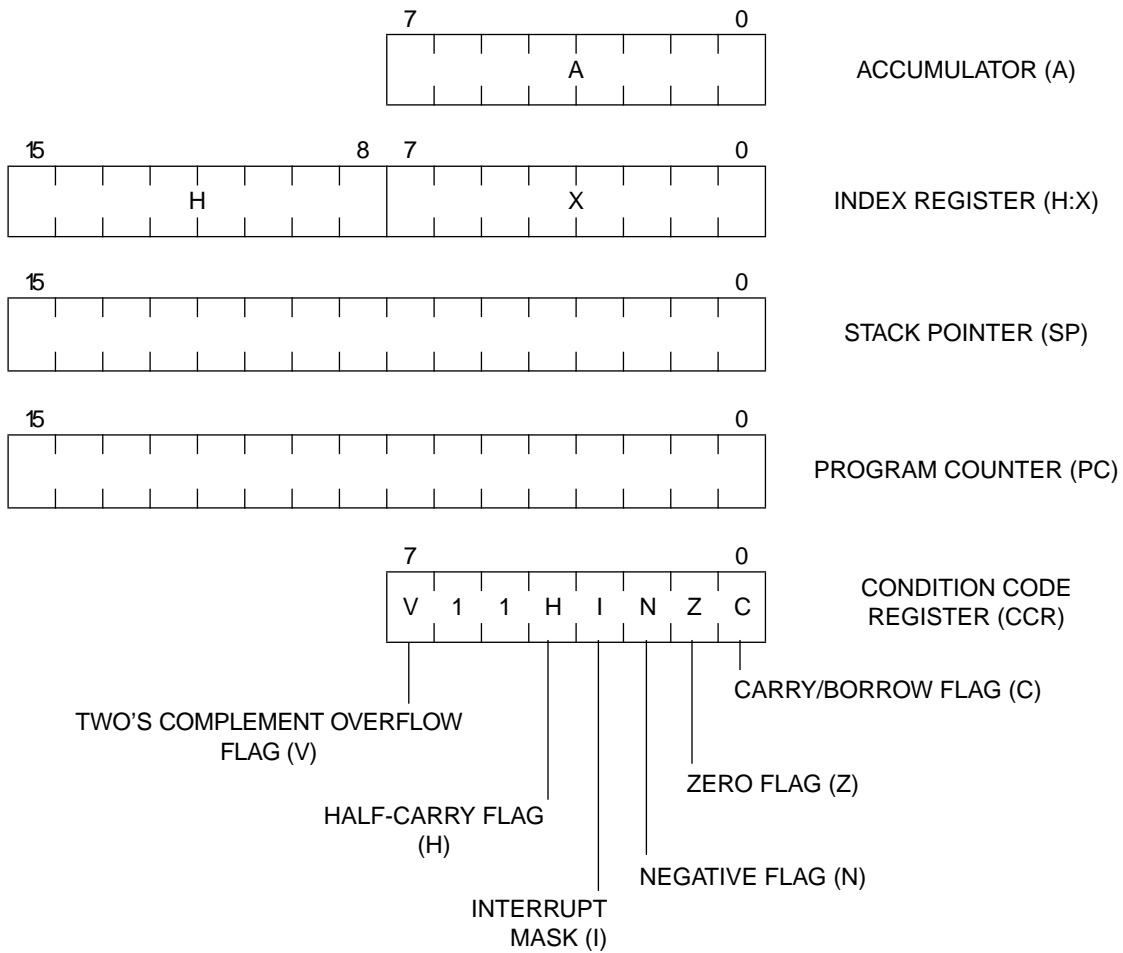 7 0
A
ACCUMULATOR (A)
15 8 7 0
H X
INDEX REGISTER (H:X)
15 0
STACK POINTER (SP)
15 0
PROGRAM COUNTER (PC)
7 0
V 1 1 H I N Z C
CONDITION CODE
REGISTER (CCR)
CARRY/BORROW FLAG (C)
TWO’S COMPLEMENT OVERFLOW
FLAG (V)
ZERO FLAG (Z)
HALF-CARRY FLAG
(H)
NEGATIVE FLAG (N)
INTERRUPT
MASK (I)